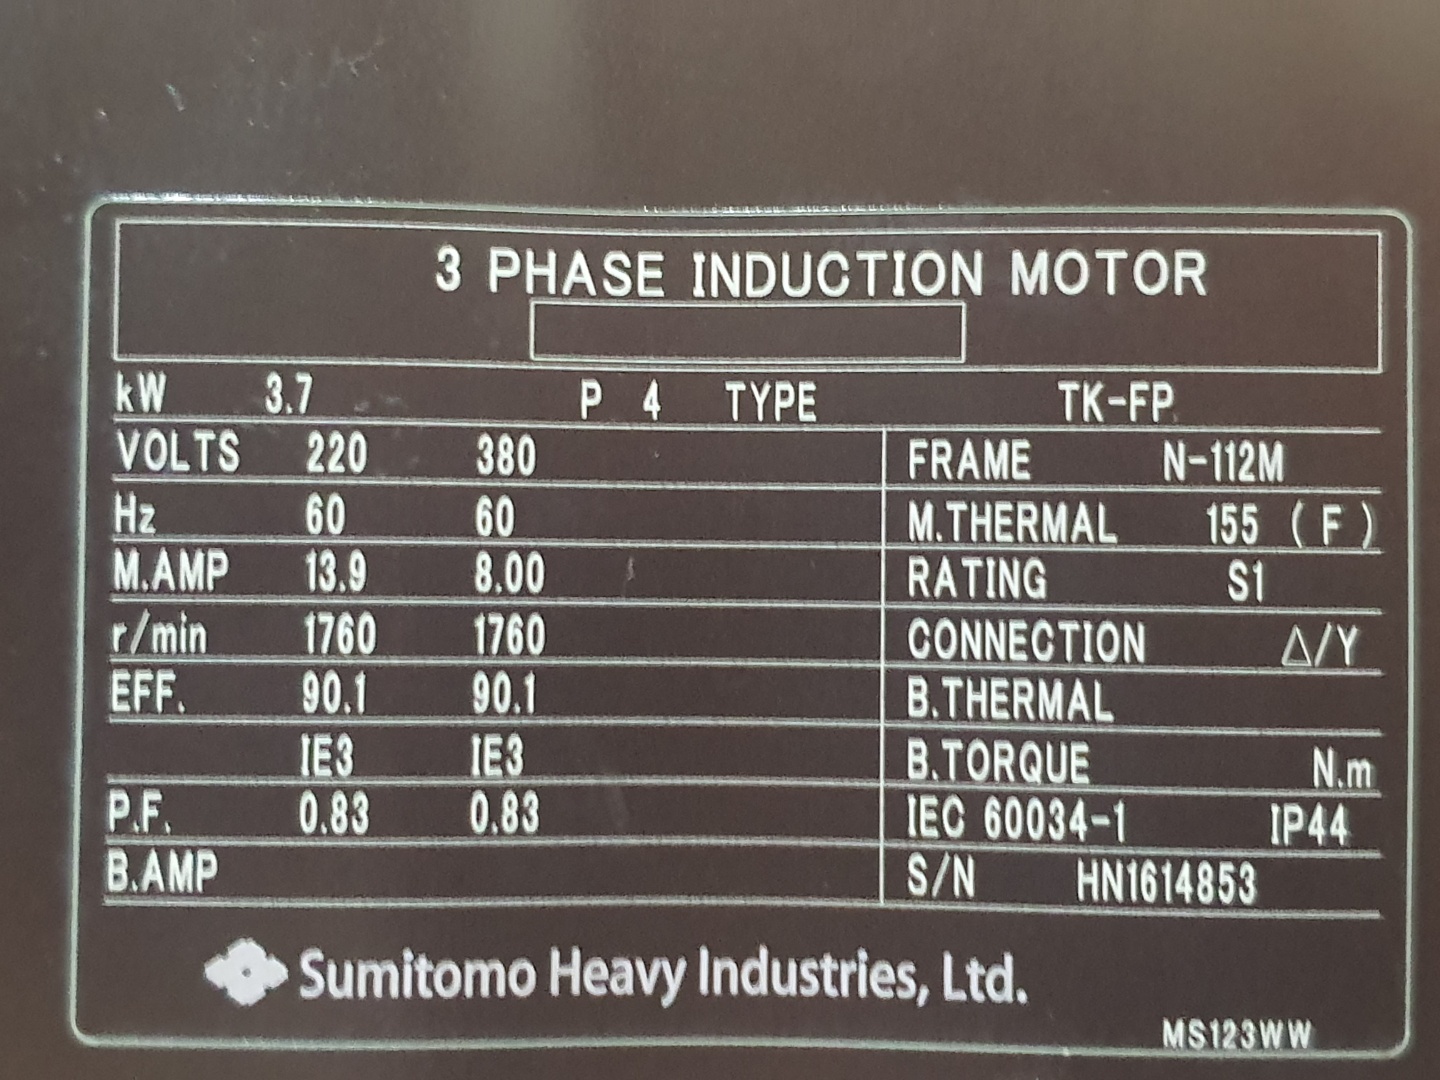 3 PHASE INDUCTION MOTOR
kW 3.7 P 4 TYPE TK-FP
VOLTS 220 380 FRAME N-112M
Hz 60 60 M.THERMAL 155 ( F )
M.AMP 13.9 8.00 RATING S1
r/min 1760 1760 CONNECTION △/Y
EFF. 90.1 90.1 B.THERMAL
IE3 IE3 B.TORQUE N.m
P.F. 0.83 0.83 IEC 60034-1 IP44
B.AMP S/N HN1614853
Sumitomo Heavy Industries, Ltd.
MS123WW